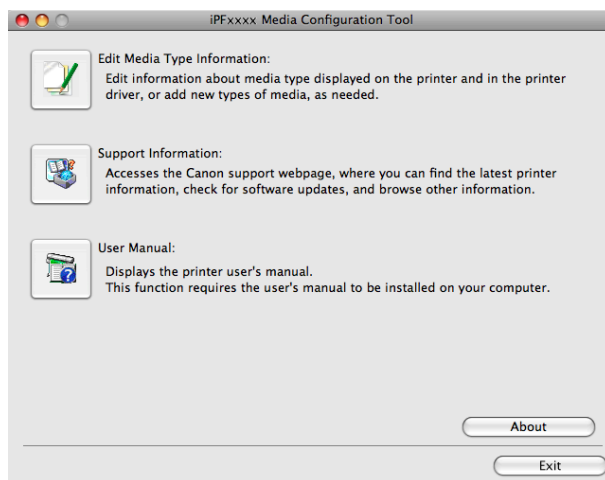 iPFxxxx Media Configuration Tool
Edit Media Type Information:
Edit information about media type displayed on the printer and in the printer
driver, or add new types of media, as needed.
Support Information:
Accesses the Canon support webpage, where you can find the latest printer
information, check for software updates, and browse other information.
User Manual:
Displays the printer user's manual.
This function requires the user's manual to be installed on your computer.
About
Exit